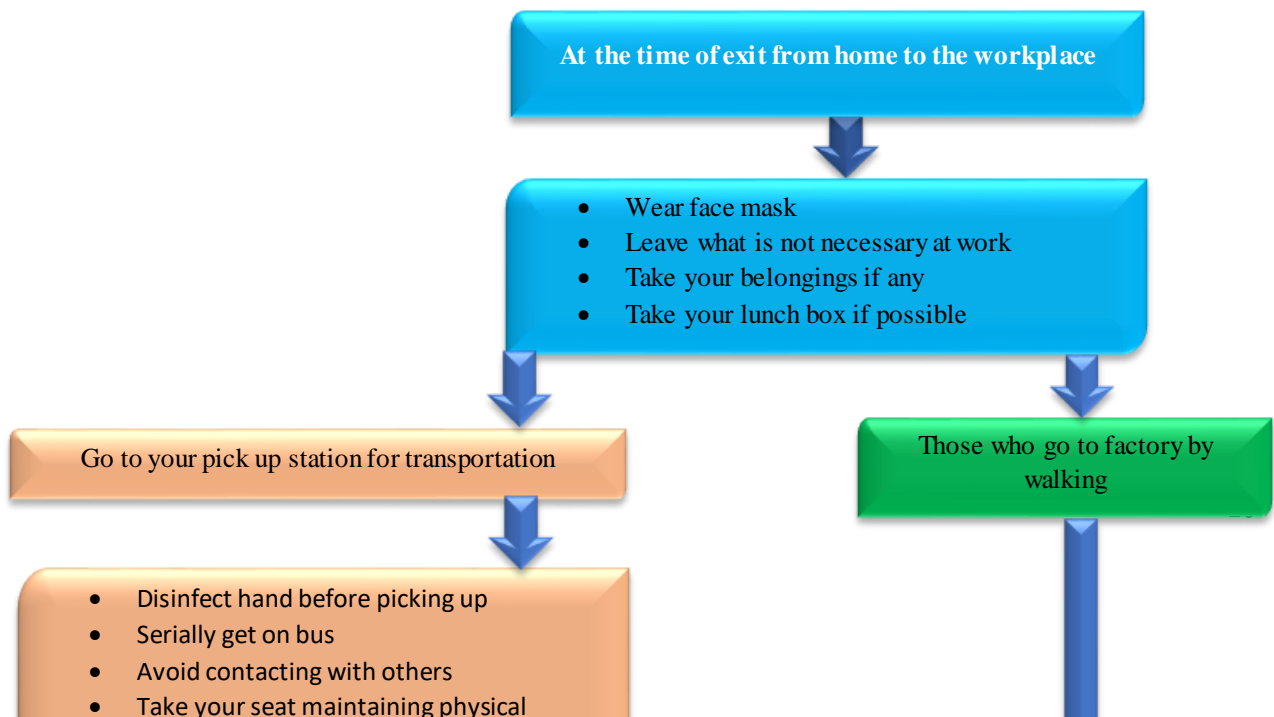 At the time of exit from home to the workplace
• Wear face mask
• Leave what is not necessary at work
• Take your belongings if any
• Take your lunch box if possible
Go to your pick up station for transportation
Those who go to factory by
walking
• Disinfect hand before picking up
• Serially get on bus
• Avoid contacting with others
• Take your seat maintaining physical